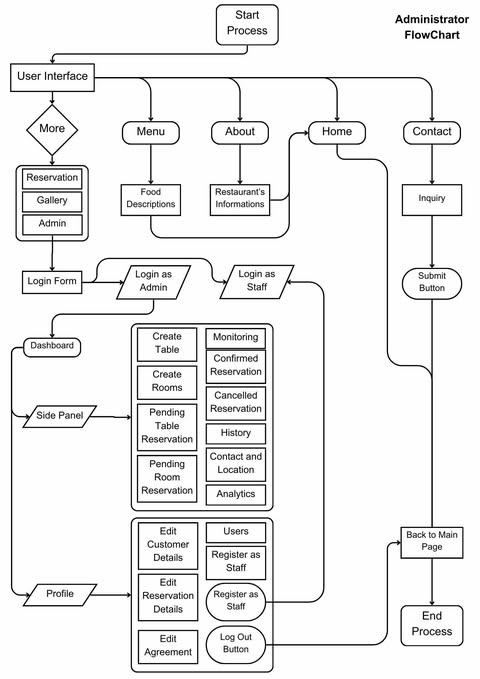 Start
Process
Administrator
FlowChart
User Interface
More
Menu
About
Home
Contact
Reservation
Gallery
Admin
Food
Descriptions
Restaurant's
Informations
Inquiry
Login Form
Login as
Admin
Login as
Staff
Submit
Button
Dashboard
Side Panel
Create
Table
Create
Rooms
Pending
Table
Reservation
Pending
Room
Reservation
Monitoring
Confirmed
Reservation
Cancelled
Reservation
History
Contact and
Location
Analytics
Profile
Edit
Customer
Details
Edit
Reservation
Details
Edit
Agreement
Users
Register as
Staff
Register as
Staff
Log Out
Button
Back to Main
Page
End
Process